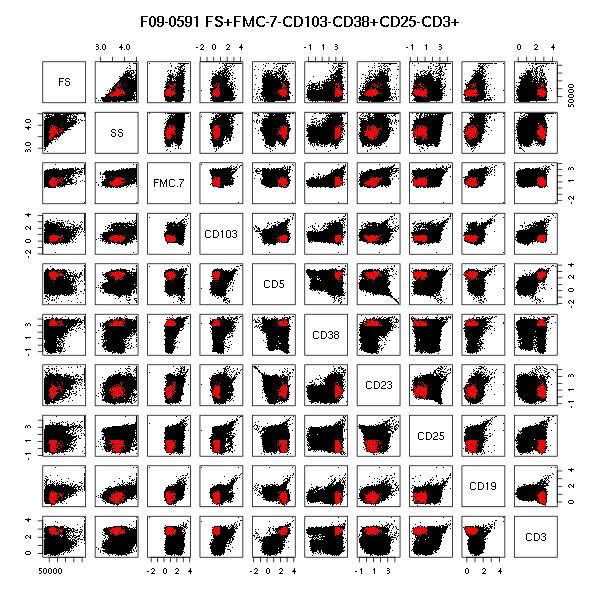 F09-0591 FS+FMC-7-CD103-CD38+CD25-CD3+
3.0 4.0 -2 0 2 4 -1 1 3 -1 1 3 0 2 4
FS
50000
3.0 4.0
SS
FMC.7
-2 1 3
-2 0 2 4
CD103
CD5
-2 0 2 4
-1 1 3
CD38
CD23
-1 1 3
-1 1 3
CD25
CD19
0 2 4
0 2 4
CD3
50000 -2 0 2 4 -2 0 2 4 -1 1 3 0 2 4